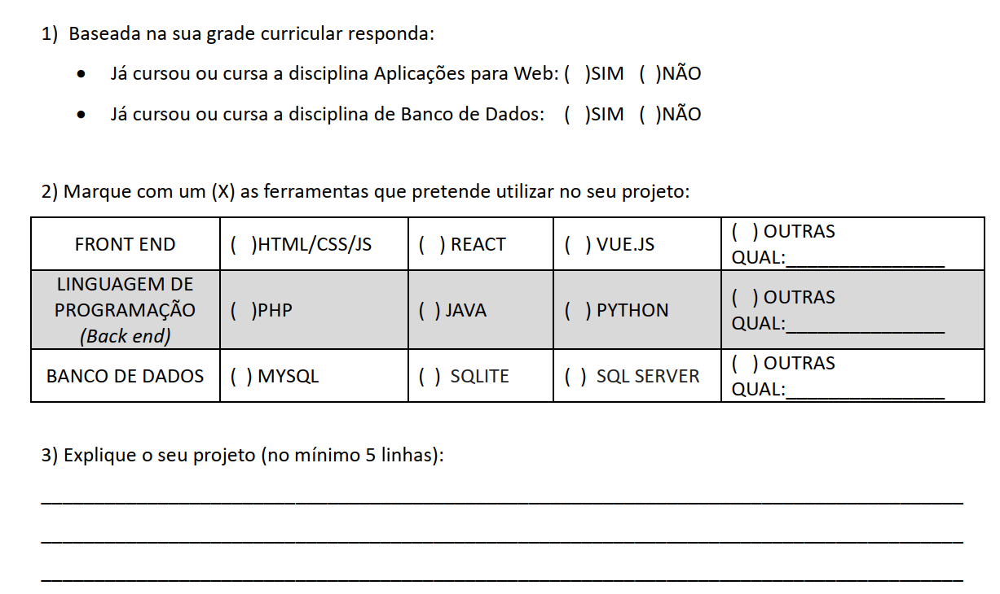 1) Baseada na sua grade curricular responda:
• Já cursou ou cursa a disciplina Aplicações para Web: (   )SIM   (  )NÃO
• Já cursou ou cursa a disciplina de Banco de Dados:   (   )SIM   (  )NÃO
2) Marque com um (X) as ferramentas que pretende utilizar no seu projeto:
FRONT END (   )HTML/CSS/JS (   ) REACT (   ) VUE.JS (   ) OUTRAS
QUAL:_______________
LINGUAGEM DE
PROGRAMAÇÃO
(Back end) (   )PHP (  ) JAVA (   ) PYTHON (   ) OUTRAS
QUAL:_______________
BANCO DE DADOS (  ) MYSQL (  )  SQLITE (  )  SQL SERVER (   ) OUTRAS
QUAL:_______________
3) Explique o seu projeto (no mínimo 5 linhas):